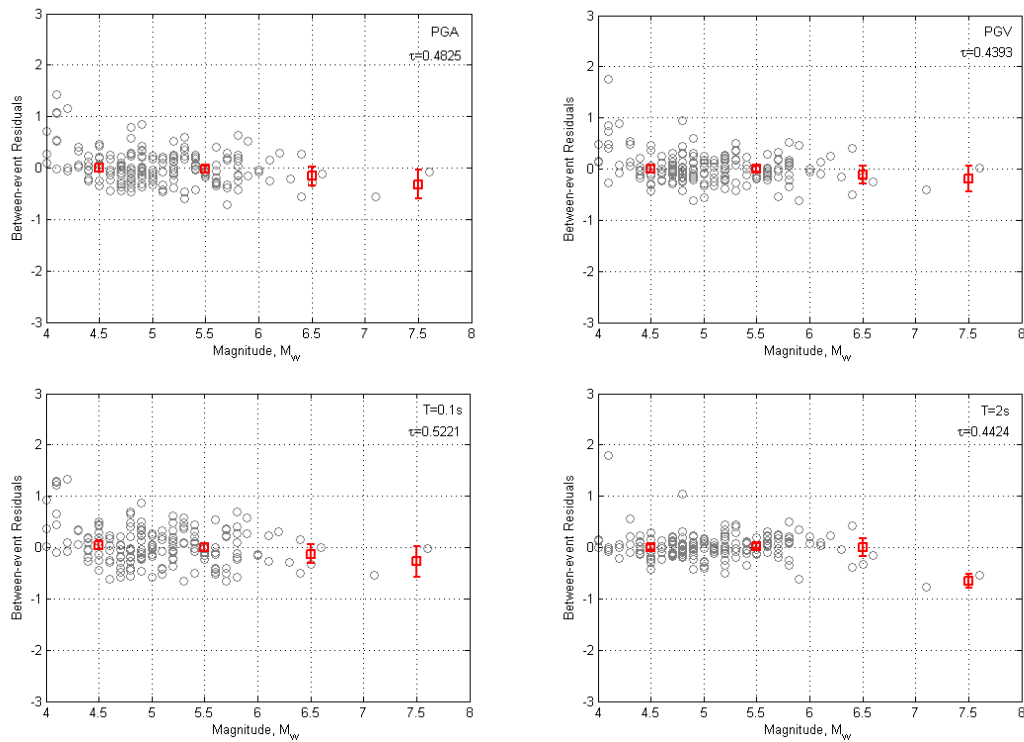 3
2
1
0
-1
-2
-3
Between-event Residuals
PGA
τ=0.4825
4 4.5 5 5.5 6 6.5 7 7.5 8
Magnitude, Mw
3
2
1
0
-1
-2
-3
Between-event Residuals
PGV
τ=0.4393
4 4.5 5 5.5 6 6.5 7 7.5 8
Magnitude, Mw
3
2
1
0
-1
-2
-3
Between-event Residuals
T=0.1s
τ=0.5221
4 4.5 5 5.5 6 6.5 7 7.5 8
Magnitude, Mw
3
2
1
0
-1
-2
-3
Between-event Residuals
T=2s
τ=0.4424
4 4.5 5 5.5 6 6.5 7 7.5 8
Magnitude, Mw